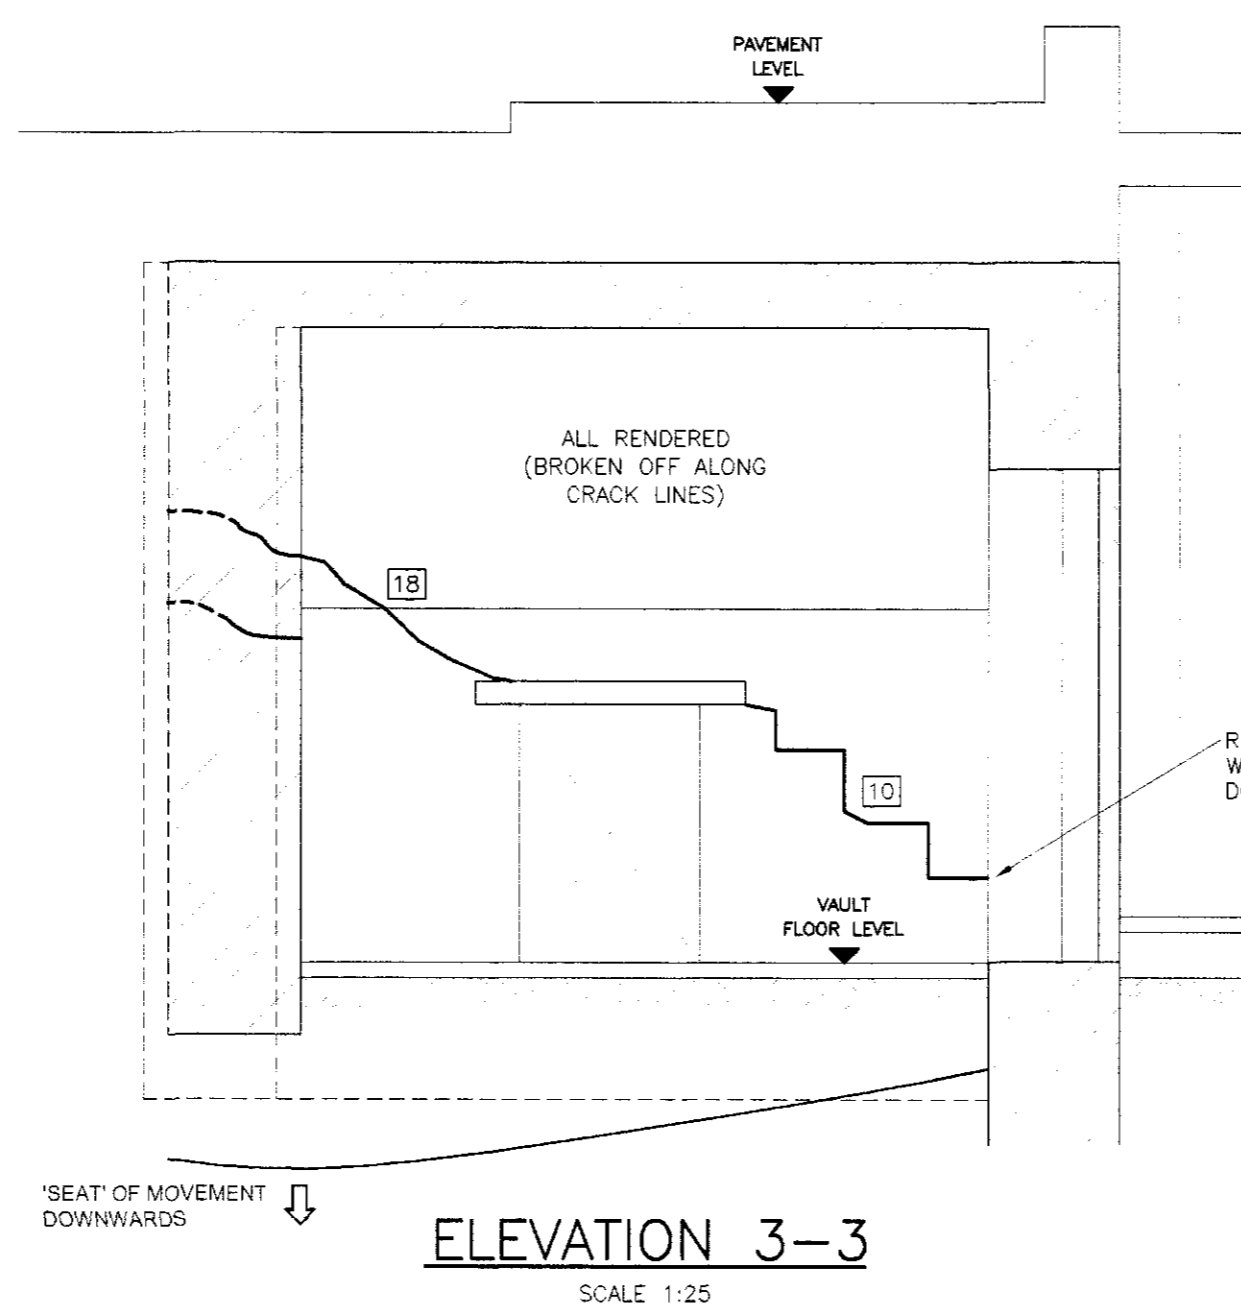 PAVEMENT
LEVEL
ALL RENDERED
(BROKEN OFF ALONG
CRACK LINES)
18
10
R
W
D
VAULT
FLOOR LEVEL
'SEAT' OF MOVEMENT
DOWNWARDS
ELEVATION 3-3
SCALE 1:25